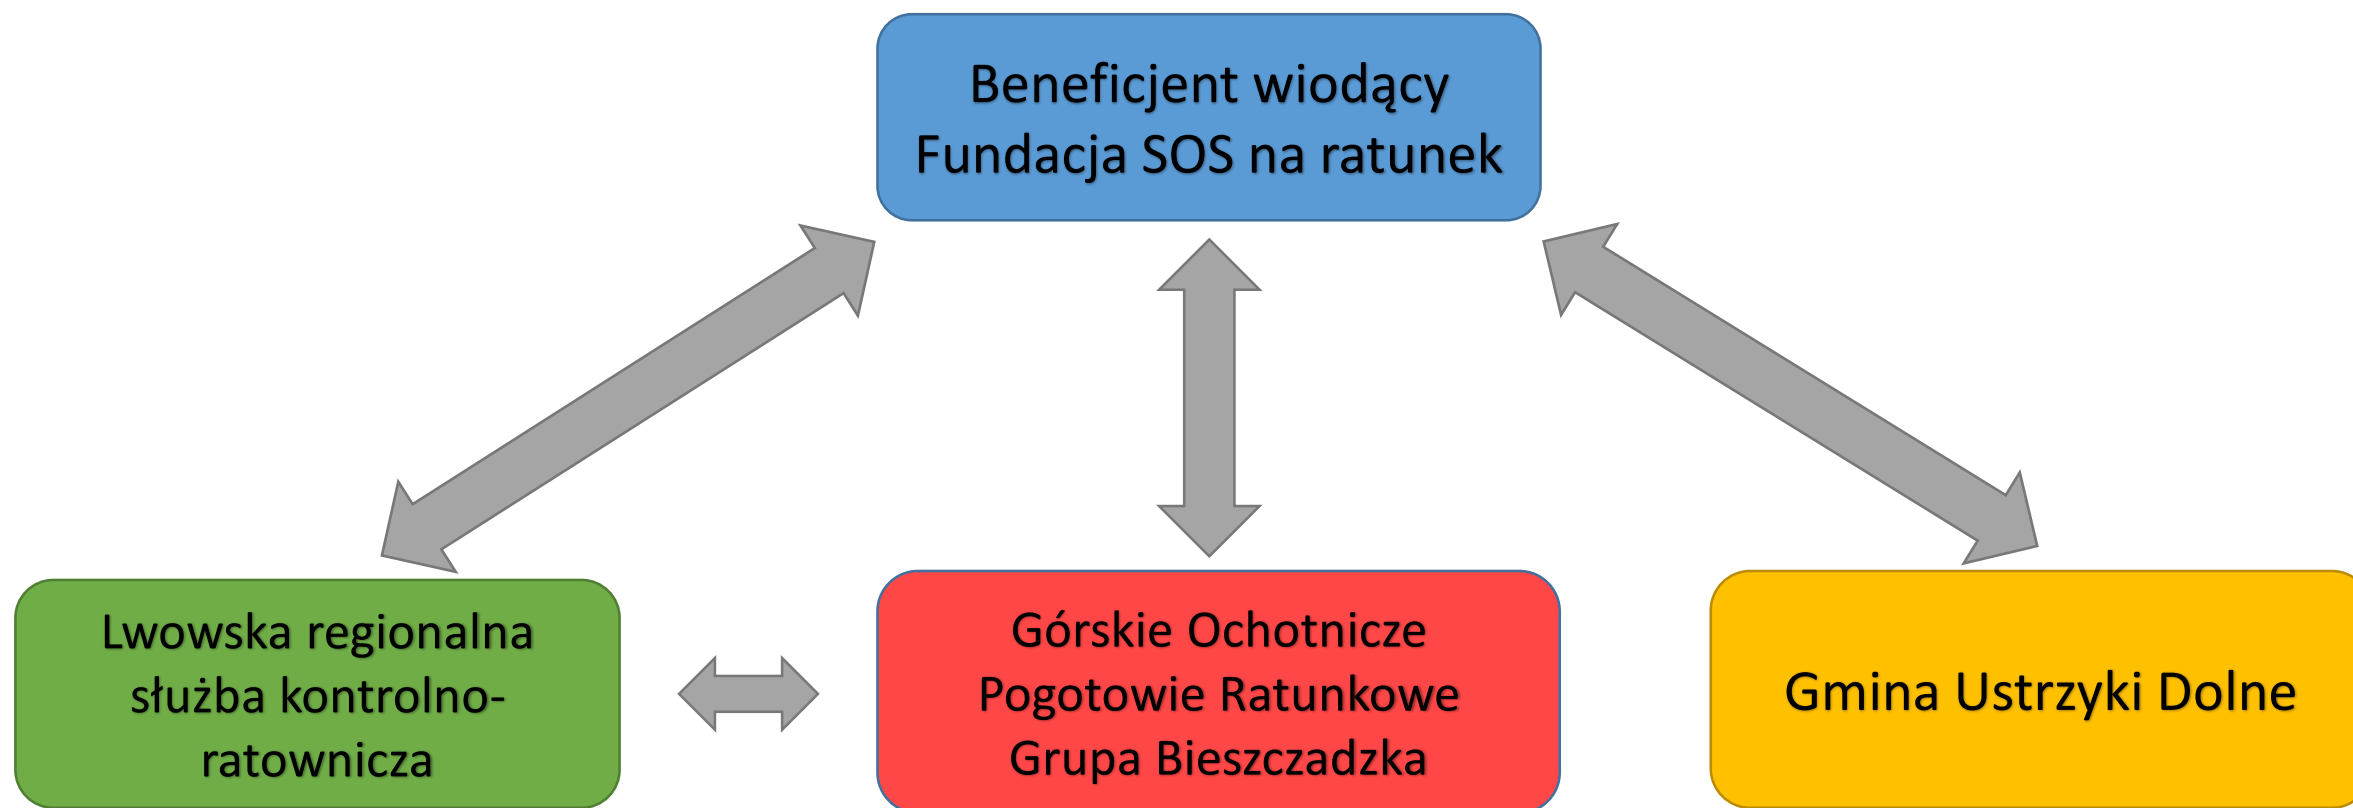 Beneficjent wiodący
Fundacja SOS na ratunek
Lwowska regionalna
służba kontrolno-
ratownicza
Górskie Ochotnicze
Pogotowie Ratunkowe
Grupa Bieszczadzka
Gmina Ustrzyki Dolne